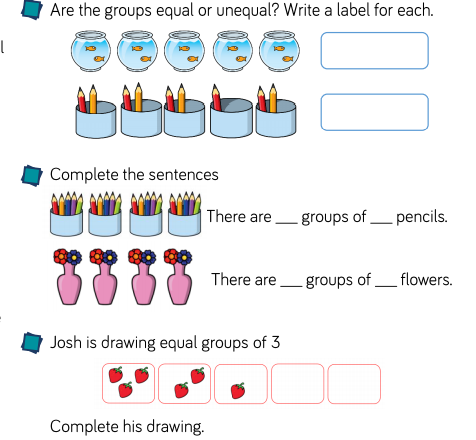 Are the groups equal or unequal? Write a label for each.
Complete the sentences
There are ___ groups of ___ pencils.
There are ___ groups of ___ flowers.
Josh is drawing equal groups of 3
Complete his drawing.